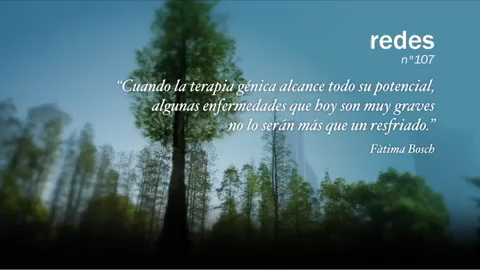 redes
n°107
“Cuando la terapia génica alcance todo su potencial,
algunas enfermedades que hoy son muy graves
no lo serán más que un resfriado.”
Fàtima Bosch